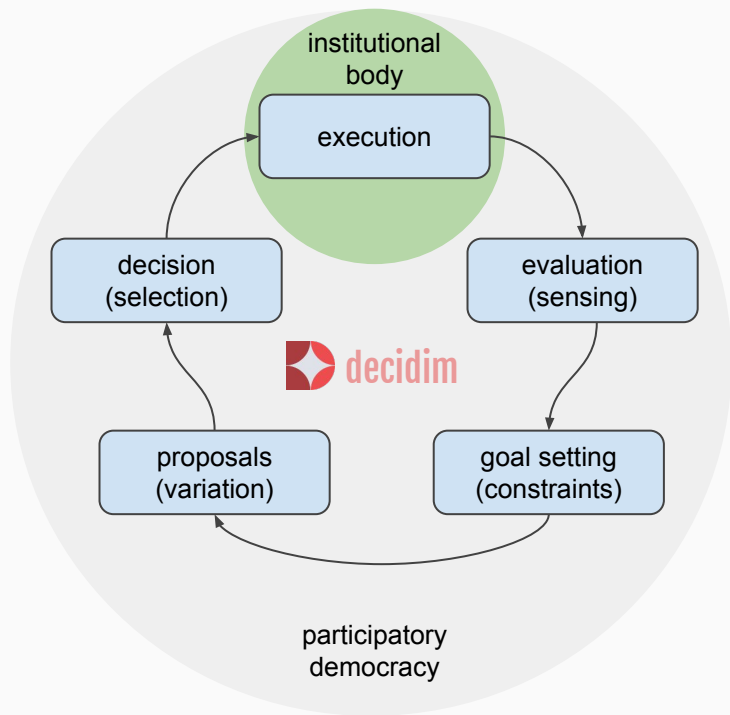 institutional
body
execution
decision
(selection)
evaluation
(sensing)
decidim
proposals
(variation)
goal setting
(constraints)
participatory
democracy